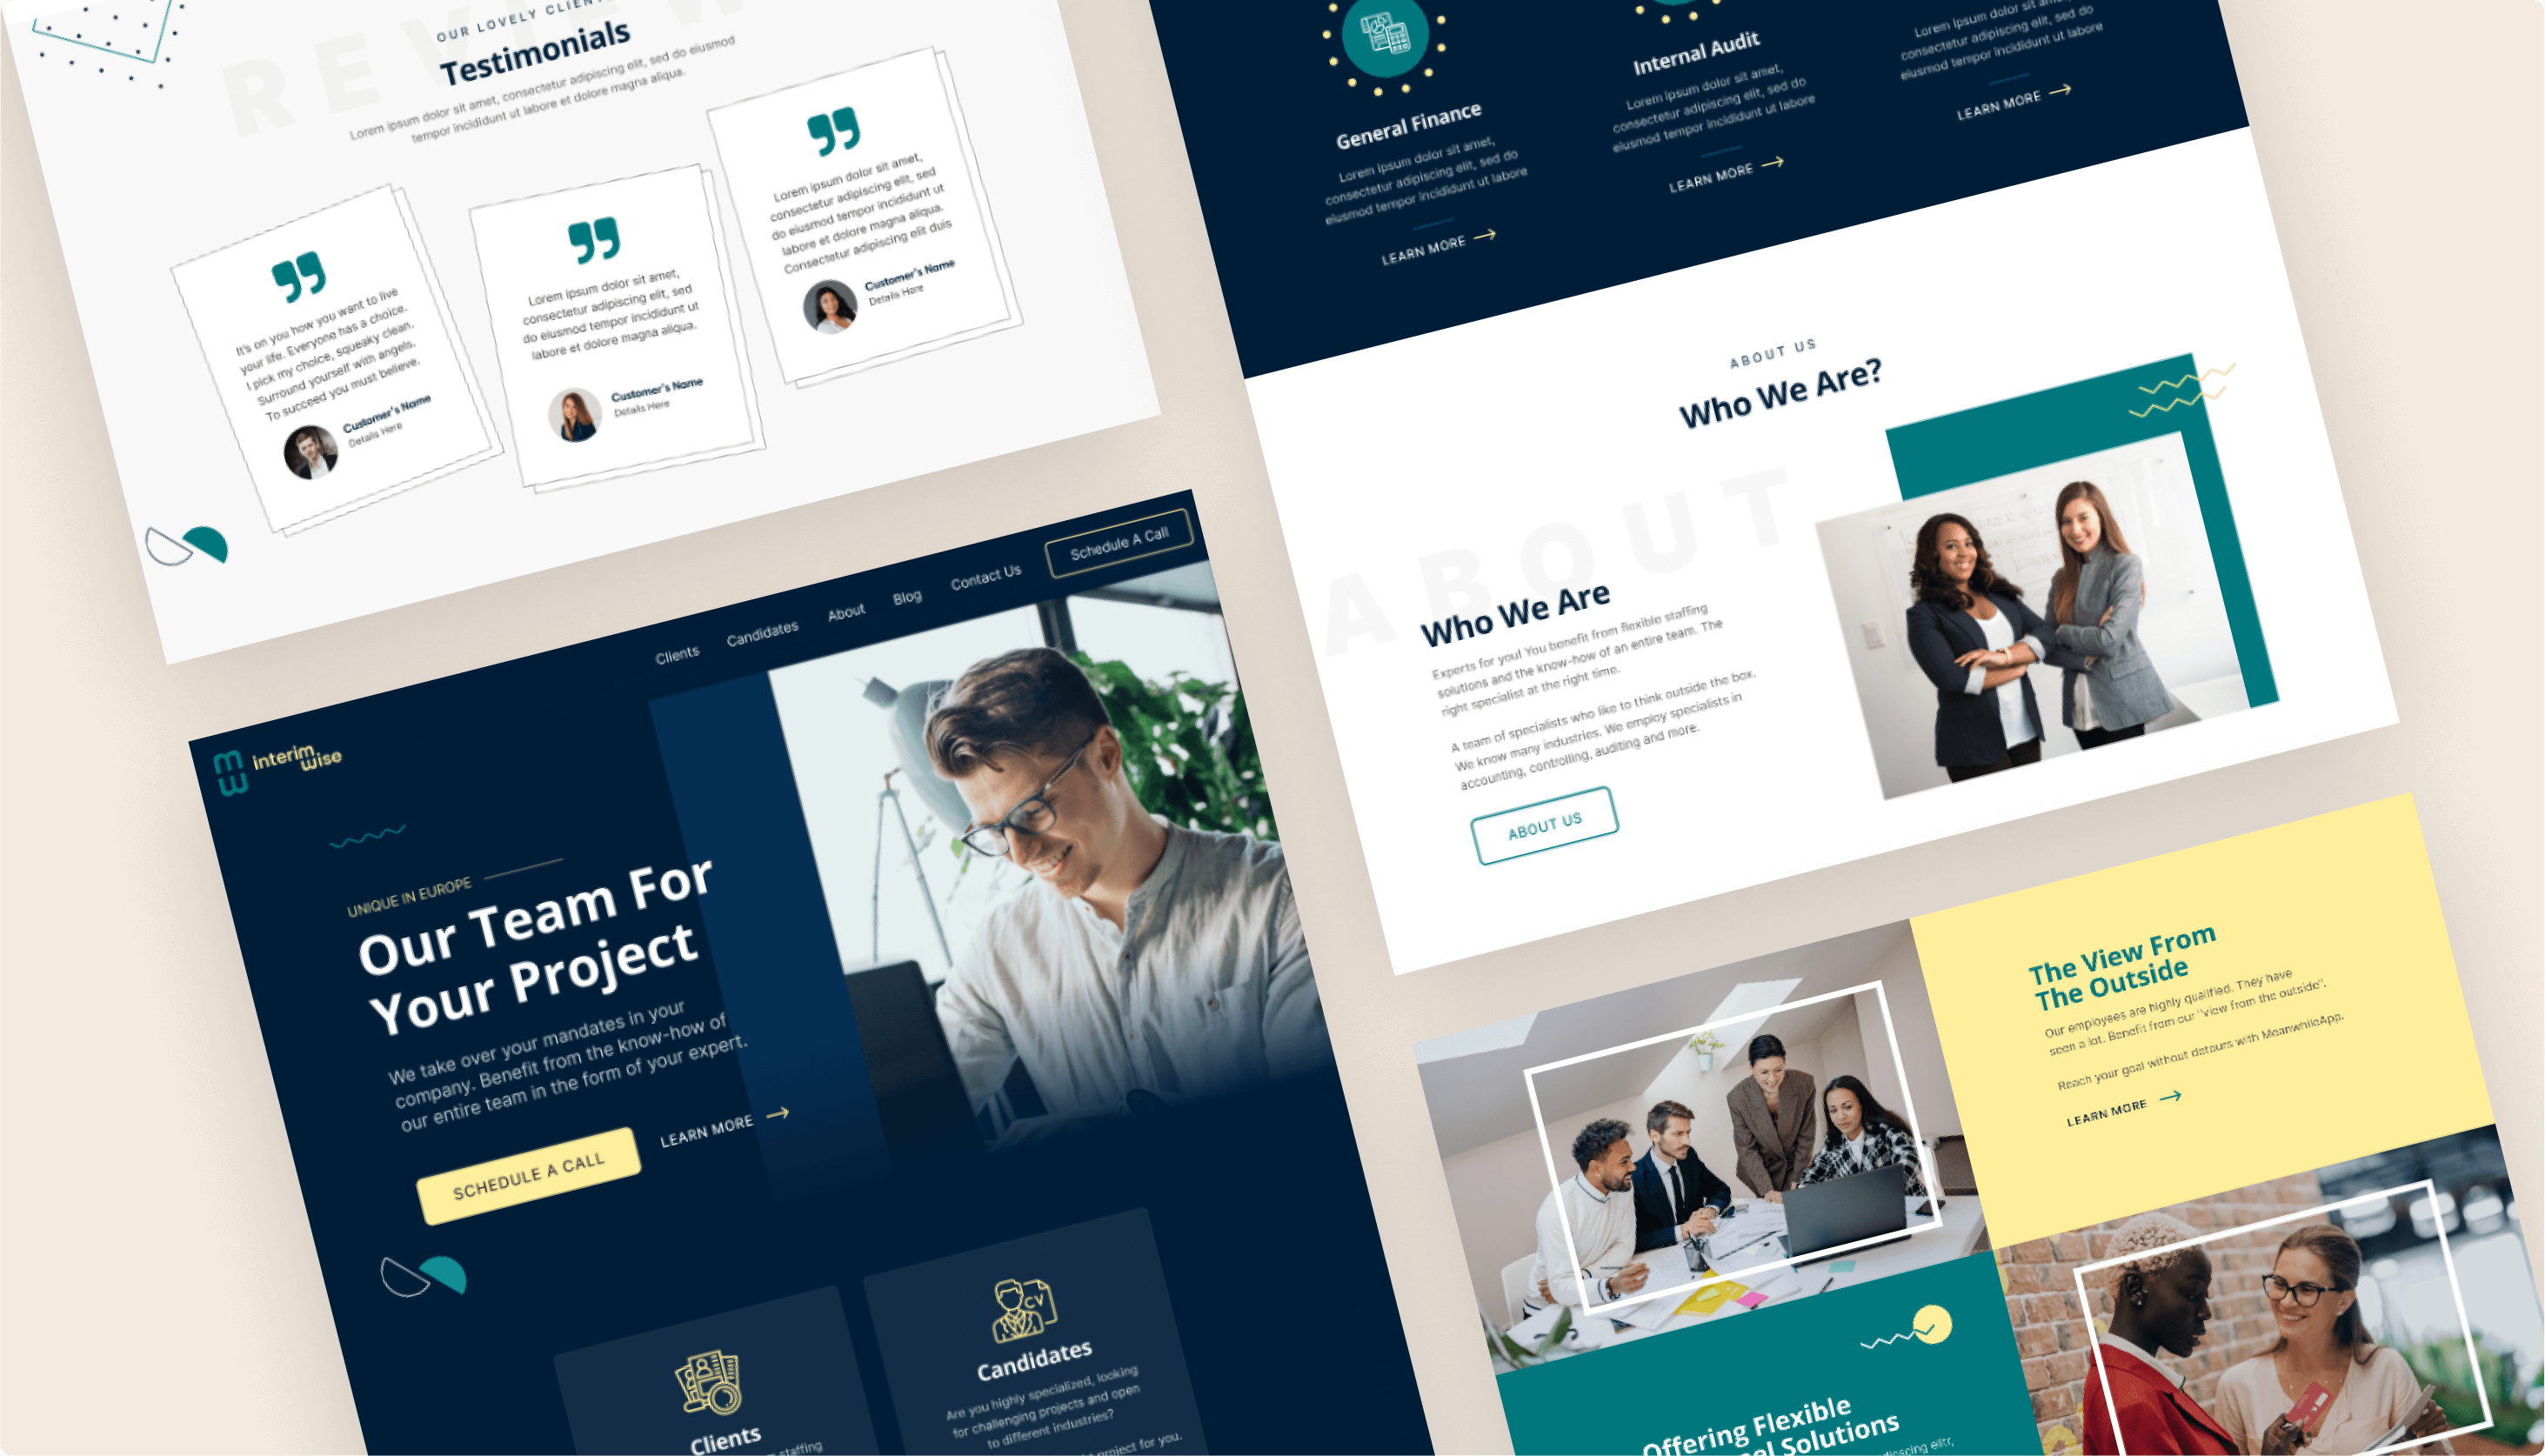 REVIEW
OUR LOVELY
Testimonials
Lorem ipsum dolor sit amet, consectetur adipiscing elit, sed do eiusmod
tempor incididunt ut labore et dolore magna aliqua.
It's on you how you want to live
your life. Everyone has a choice.
I pick my choice, squeaky clean.
Surround yourself with angels.
To succeed you must believe.
Customer's Name
Details Here
Lorem ipsum dolor sit amet,
consectetur adipiscing elit, sed
do eiusmod tempor incididunt ut
labore et dolore magna aliqua.
Customer's Name
Details Here
Lorem ipsum dolor sit amet,
consectetur adipiscing elit, sed
do eiusmod tempor incididunt ut
labore et dolore magna aliqua.
Consectetur adipiscing elit duis
Customer's Name
Details Here
General Finance
Lorem ipsum dolor sit amet,
consectetur adipiscing elit, sed do
eiusmod tempor incididunt ut labore
LEARN MORE
Internal Audit
Lorem ipsum dolor sit amet,
consectetur adipiscing elit, sed do
eiusmod tempor incididunt ut labore
LEARN MORE
Lorem ipsum dolor sit
consectetur adipiscing elit, sed do
eiusmod tempor incididunt ut labore
LEARN MORE
ABOUT US
Who We Are?
ABOUT
Who We Are
Experts for you! You benefit from flexible staffing
solutions and the know-how of an entire team. The
right specialist at the right time.
A team of specialists who like to think outside the box.
We know many industries. We employ specialists in
accounting, controlling, auditing and more.
ABOUT US
interim
wise
Clients
Candidates
About
Blog
Contact Us
Schedule A Call
UNIQUE IN EUROPE
Our Team For
Your Project
We take over your mandates in your
company. Benefit from the know-how of
our entire team in the form of your expert.
SCHEDULE A CALL
LEARN MORE
Clients
staffing
CV
Candidates
Are you highly specialized, looking
for challenging projects and open
to different industries?
project for you.
The View From
The Outside
Our employees are highly qualified. They have
seen a lot. Benefit from our "view from the outside".
Reach your goal without detours with MeanwhileApp.
LEARN MORE
Offering Flexible
Solutions
elitr,